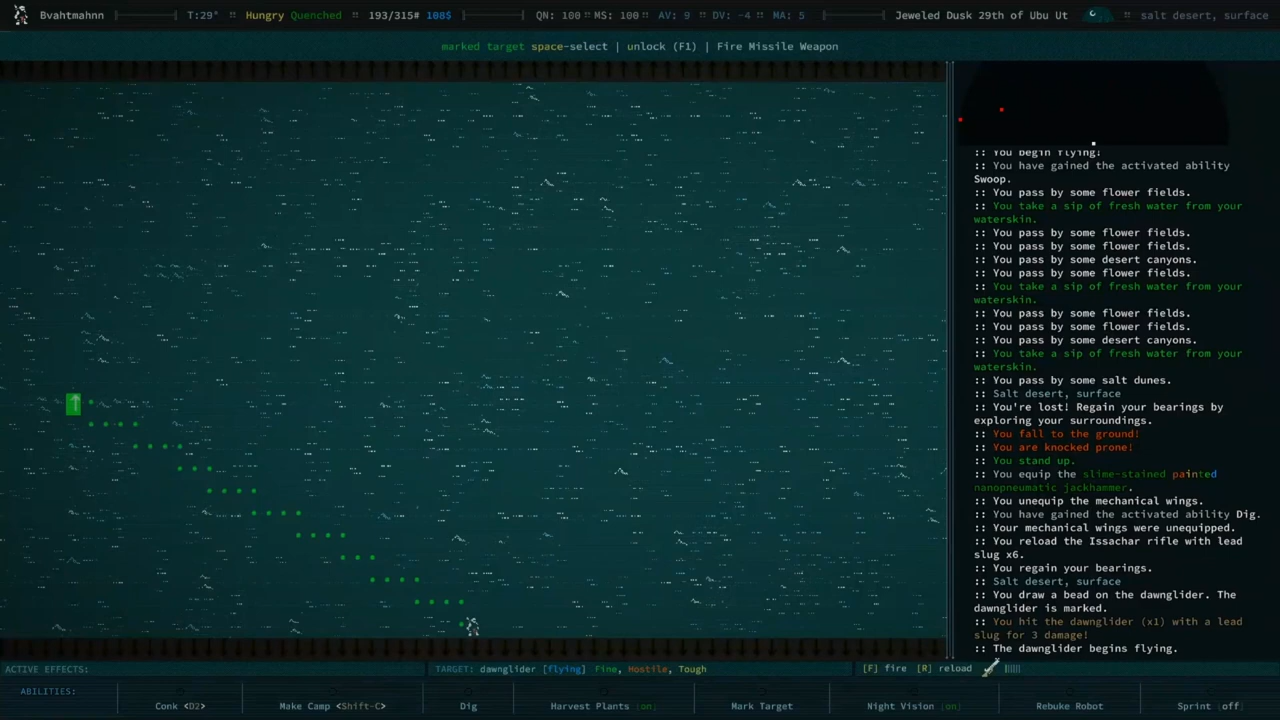 Bvahtmahnn T:29° :: Hungry Quenched :: 193/315# 108$ QN: 100 :: MS: 100 :: AV: 9 :: DV: -4 :: MA: 5 Jeweled Dusk 29th of Ubu Ut :: salt desert, surface
marked target space-select | unlock (F1) | Fire Missile Weapon
:: You begin flying!
:: You have gained the activated ability
Swoop.
:: You pass by some flower fields.
:: You take a sip of fresh water from your
waterskin.
:: You pass by some flower fields.
:: You pass by some flower fields.
:: You pass by some desert canyons.
:: You pass by some flower fields.
:: You take a sip of fresh water from your
waterskin.
:: You pass by some flower fields.
:: You pass by some flower fields.
:: You pass by some desert canyons.
:: You take a sip of fresh water from your
waterskin.
:: You pass by some salt dunes.
:: Salt desert, surface
:: You're lost! Regain your bearings by
exploring your surroundings.
:: You fall to the ground!
:: You are knocked prone!
:: You stand up.
:: You equip the slime-stained painted
nanopneumatic jackhammer.
:: You unequip the mechanical wings.
:: You have gained the activated ability Dig.
:: Your mechanical wings were unequipped.
:: You reload the Issachar rifle with lead
slug x6.
:: You regain your bearings.
:: Salt desert, surface
:: You draw a bead on the dawnglider. The
dawnglider is marked.
:: You hit the dawnglider (x1) with a lead
slug for 3 damage!
:: The dawnglider begins flying.
ACTIVE EFFECTS: TARGET: dawnglider [flying] Fine, Hostile, Tough [F] fire [R] reload
ABILITIES: Conk <D2> Make Camp <Shift-C> Dig Harvest Plants [on] Mark Target Night Vision [on] Rebuke Robot Sprint [off]